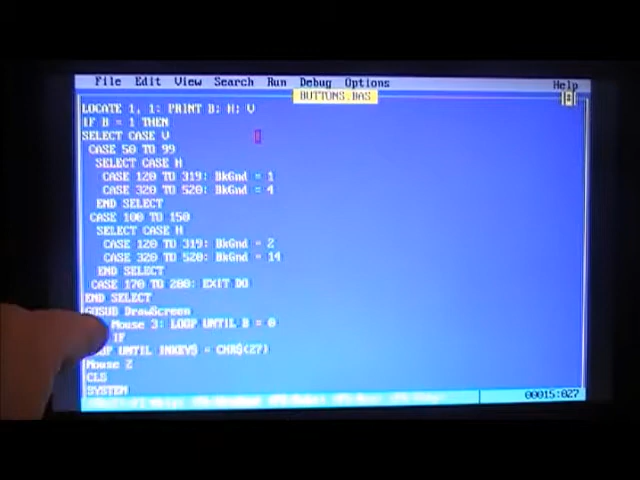 File Edit View Search Run Debug Options Help
BUTTONS.BAS
LOCATE 1, 1: PRINT B; H; V
IF B = 1 THEN
SELECT CASE V
CASE 50 TO 99
SELECT CASE H
CASE 120 TO 319: BkGnd = 1
CASE 320 TO 520: BkGnd = 4
END SELECT
CASE 100 TO 150
SELECT CASE H
CASE 120 TO 319: BkGnd = 2
CASE 320 TO 520: BkGnd = 14
END SELECT
CASE 170 TO 200: EXIT DO
END SELECT
GOSUB DrawScreen
Mouse 3: LOOP UNTIL B = 0
IF
UNTIL INKEY$ = CHR$(27)
Mouse 2
CLS
SYSTEM
00015:027